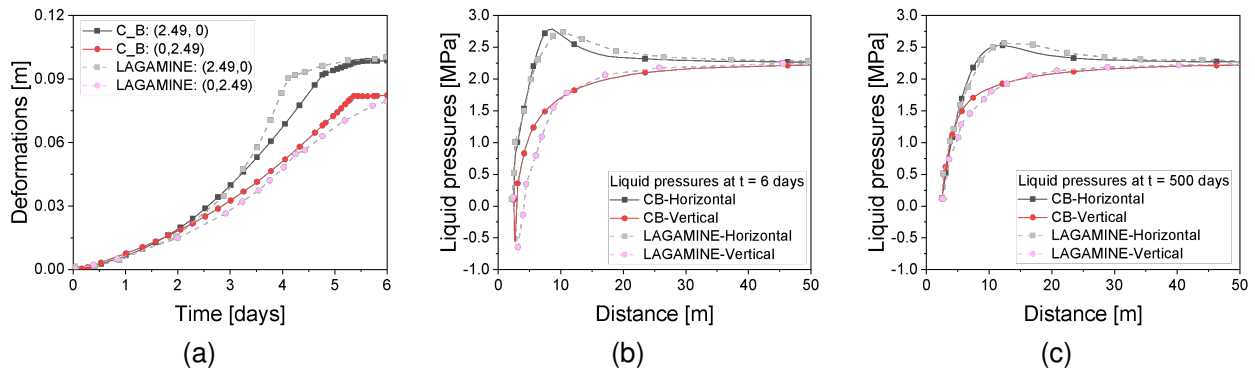 C_B: (2.49, 0)
C_B: (0,2.49)
LAGAMINE: (2.49,0)
LAGAMINE: (0,2.49)
0.12
0.09
0.06
0.03
0.00
Deformations [m]
0 1 2 3 4 5 6
Time [days]
(a)
3.0
2.5
2.0
1.5
1.0
0.5
0.0
-0.5
-1.0
Liquid pressures [MPa]
Liquid pressures at t = 6 days
CB-Horizontal
CB-Vertical
LAGAMINE-Horizontal
LAGAMINE-Vertical
0 10 20 30 40 50
Distance [m]
(b)
3.0
2.5
2.0
1.5
1.0
0.5
0.0
-0.5
-1.0
Liquid pressures [MPa]
Liquid pressures at t = 500 days
CB-Horizontal
CB-Vertical
LAGAMINE-Horizontal
LAGAMINE-Vertical
0 10 20 30 40 50
Distance [m]
(c)